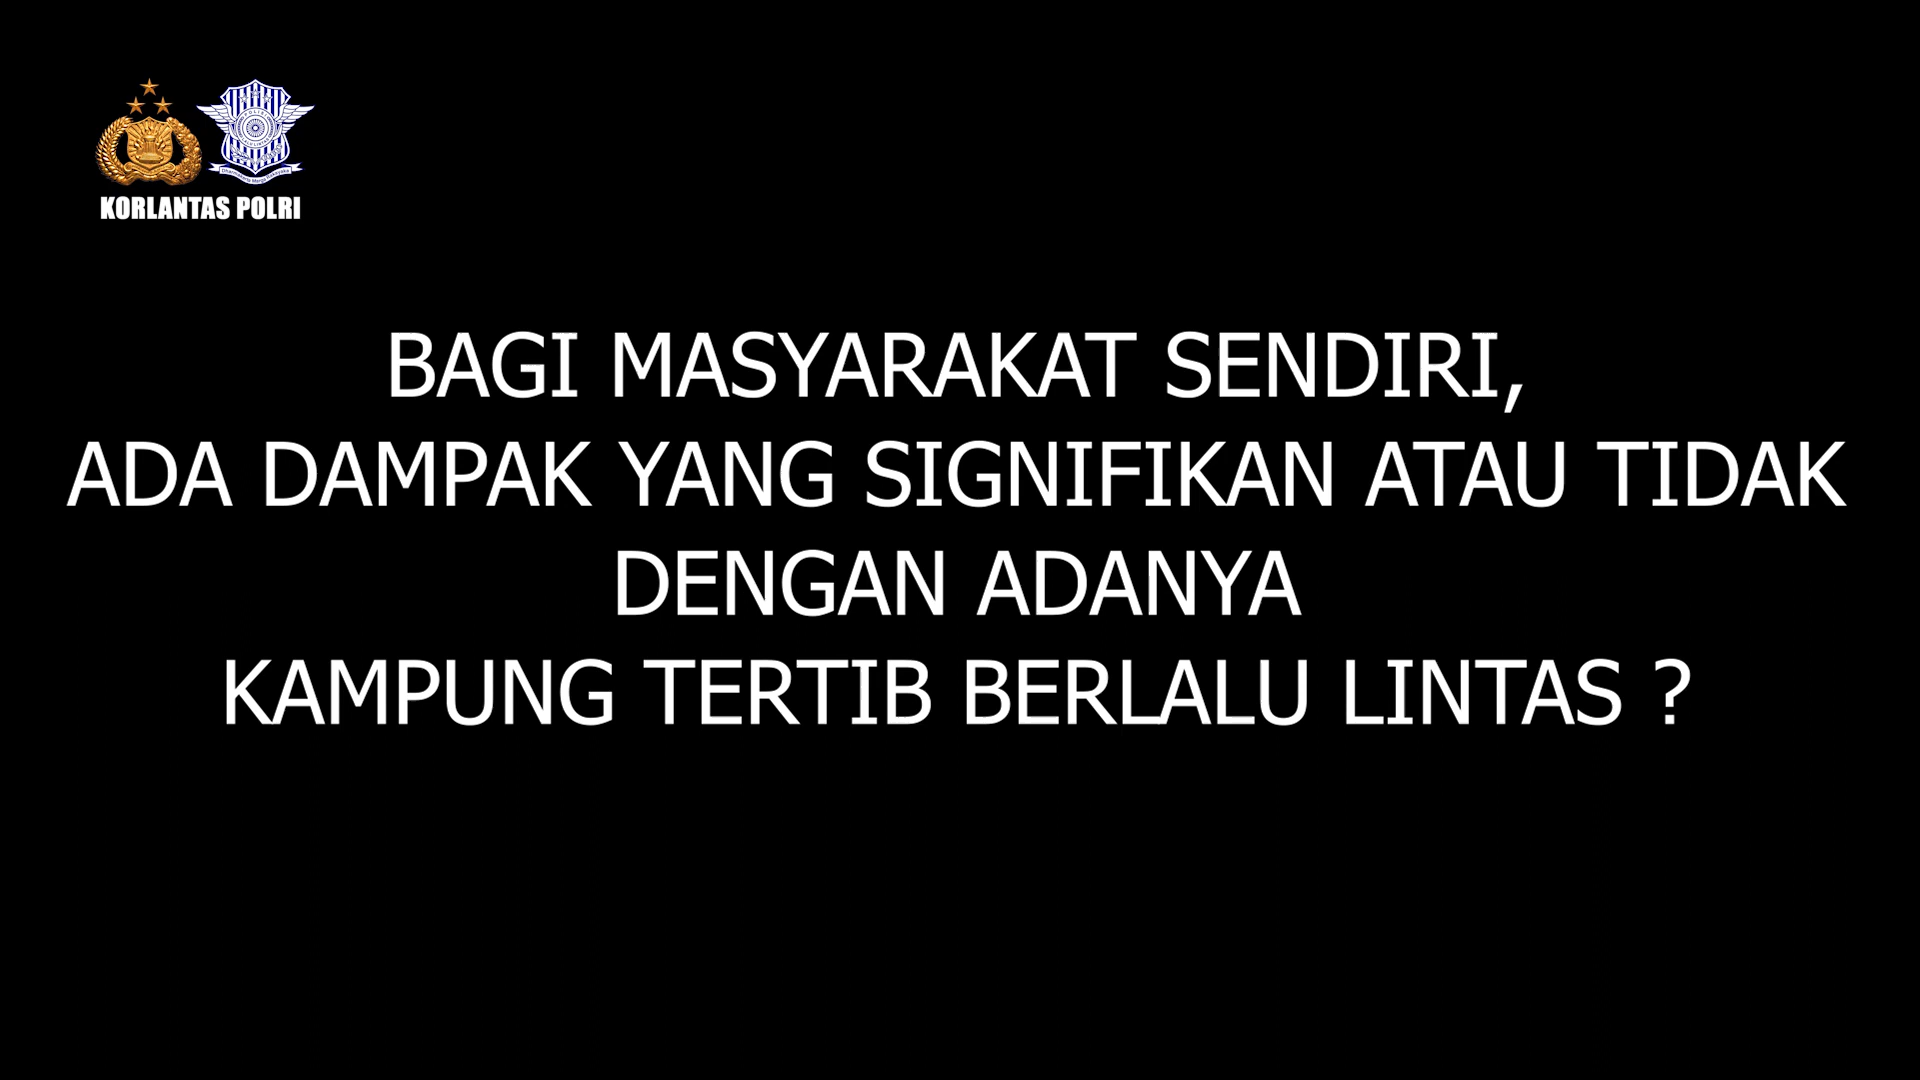 KORLANTAS POLRI
BAGI MASYARAKAT SENDIRI,
ADA DAMPAK YANG SIGNIFIKAN ATAU TIDAK
DENGAN ADANYA
KAMPUNG TERTIB BERLALU LINTAS ?